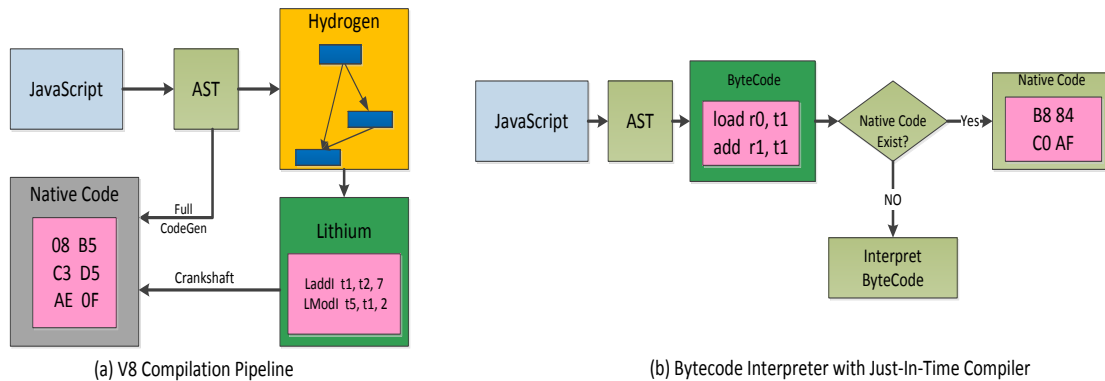 JavaScript
AST
Hydrogen
Native Code
08 B5
C3 D5
AE 0F
Full
CodeGen
Crankshaft
Lithium
LaddI t1, t2, 7
LModI t5, t1, 2
(a) V8 Compilation Pipeline
JavaScript
AST
ByteCode
load r0, t1
add r1, t1
Native Code
Exist?
Yes
Native Code
B8 84
C0 AF
NO
Interpret
ByteCode
(b) Bytecode Interpreter with Just-In-Time Compiler